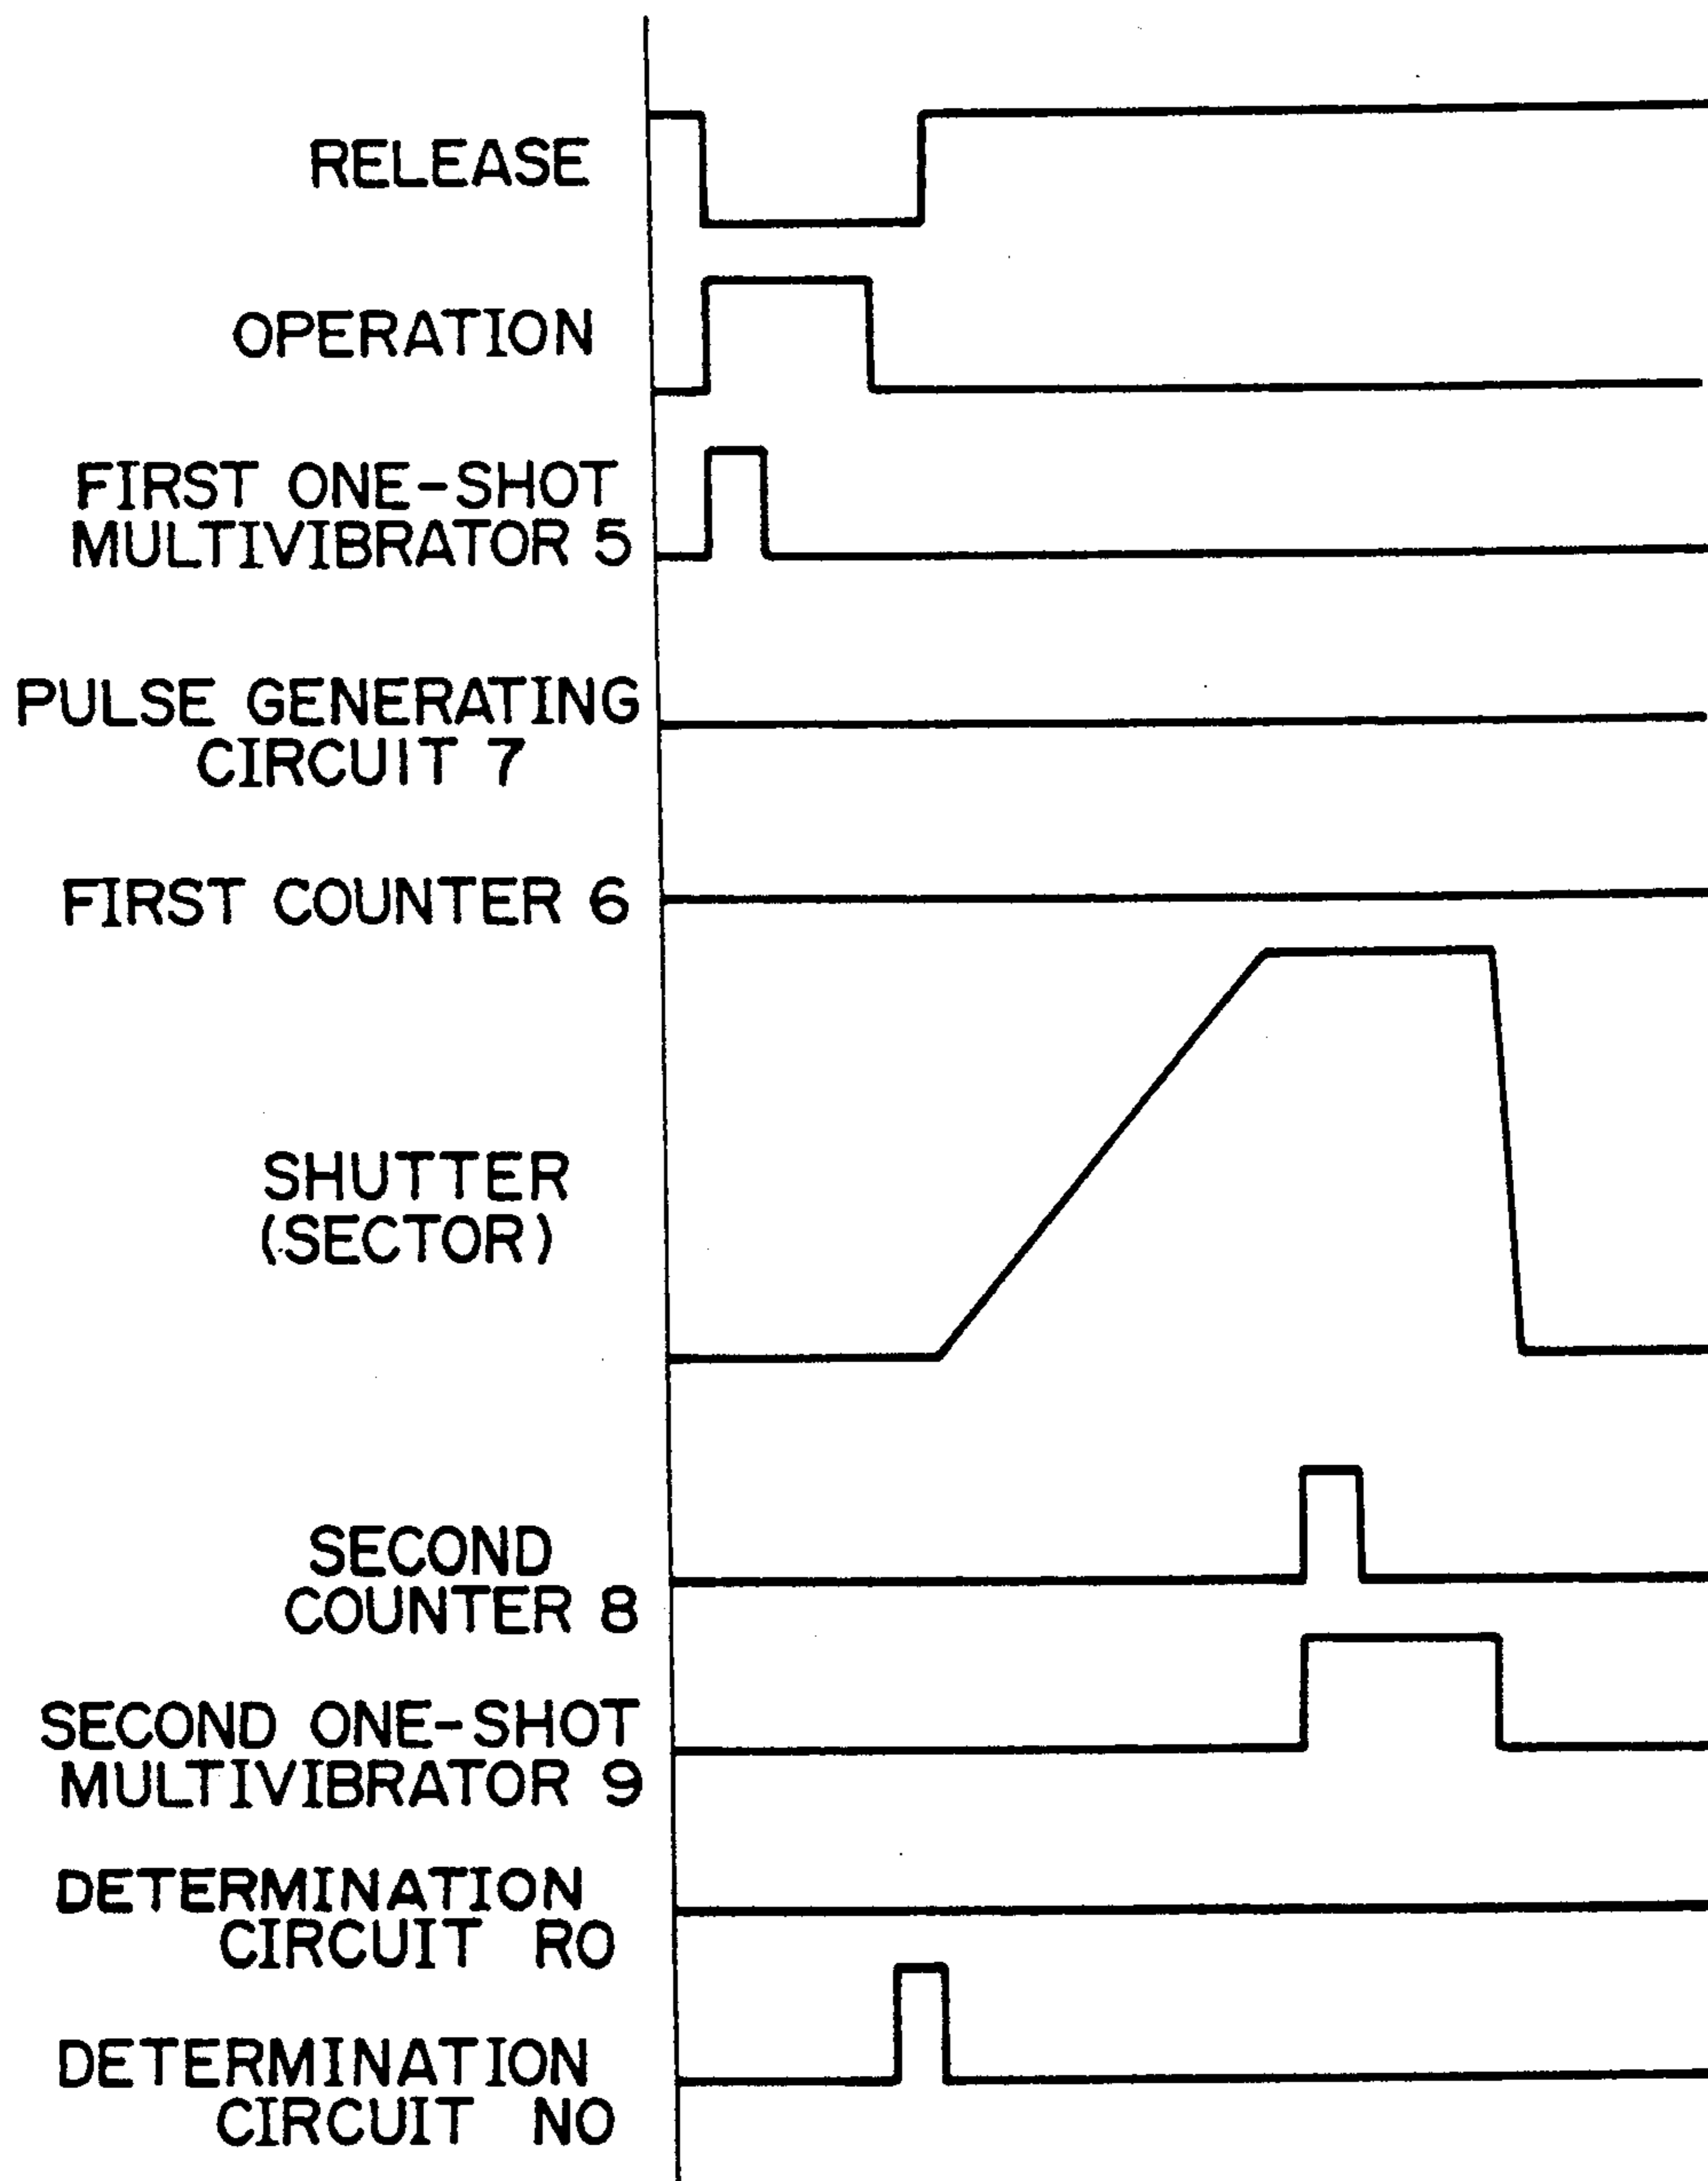 RELEASE
OPERATION
FIRST ONE-SHOT
MULTIVIBRATOR 5
PULSE GENERATING
CIRCUIT 7
FIRST COUNTER 6
SHUTTER
(SECTOR)
SECOND
COUNTER 8
SECOND ONE-SHOT
MULTIVIBRATOR 9
DETERMINATION
CIRCUIT RO
DETERMINATION
CIRCUIT NO